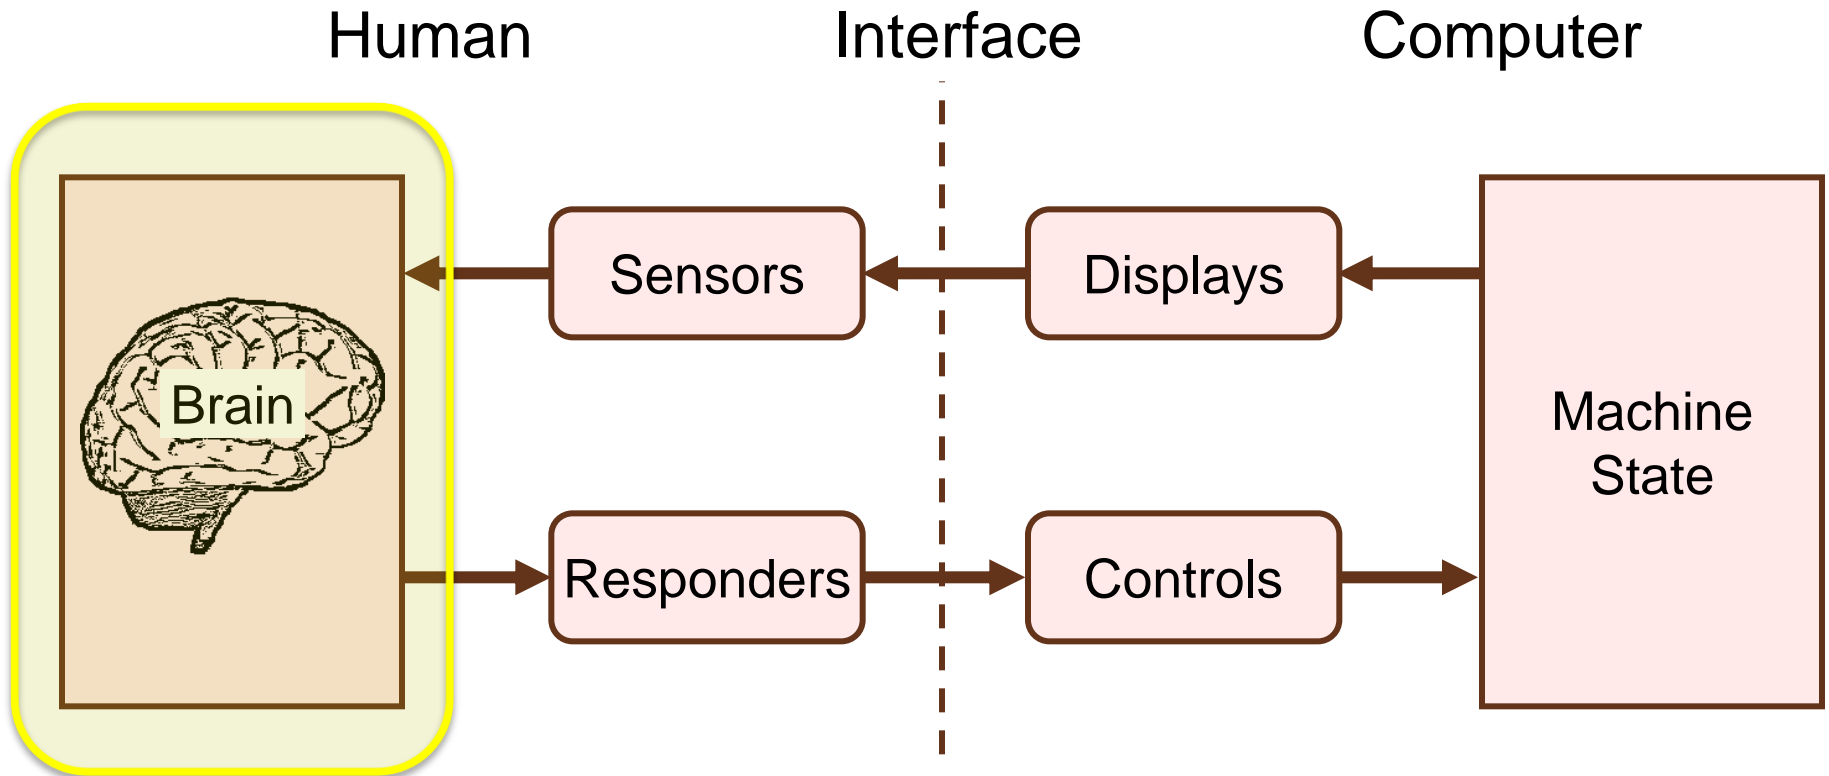 Human
Interface
Computer
Sensors
Displays
Brain
Machine
State
Responders
Controls